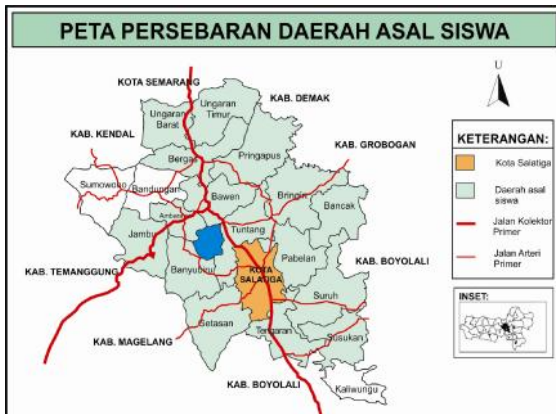 PETA PERSEBARAN DAERAH ASAL SISWA
U
KOTA SEMARANG
KAB. DEMAK
Ungaran
Timur
Ungaran
Barat
KAB. KENDAL
KAB. GROBOGAN
Pringapus
Bergas
Sumowono
Bandungan
Bawen
Bringin
Bancak
Tuntang
Jambu
Pabelan
KAB. TEMANGGUNG
Banyubiru
KOTA
SALATIGA
KAB. BOYOLALI
Suruh
Getasan
Tengaran
Susukan
KAB. MAGELANG
KAB. BOYOLALI
Kaliwungu
KETERANGAN:
Kota Salatiga
Daerah asal
siswa
Jalan Kolektor
Primer
Jalan Arteri
Primer
INSET: